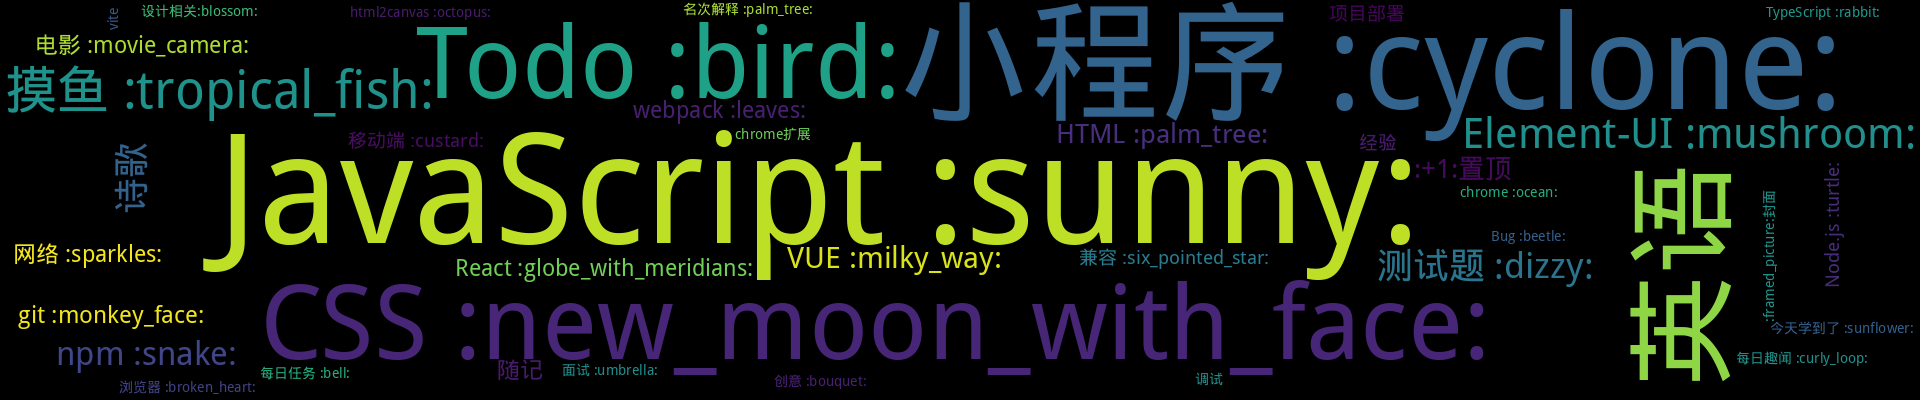 vite
设计相关:blossom:
html2canvas :octopus:
名次解释 :palm_tree:
项目部署
TypeScript :rabbit:
电影 :movie_camera:
Todo :bird:
小程序 :cyclone:
摸鱼 :tropical_fish:
webpack :leaves:
chrome扩展
HTML :palm_tree:
Element-UI :mushroom:
移动端 :custard:
经验
诗歌
JavaScript :sunny:
:+1:置顶
chrome :ocean:
英语
:framed_picture:封面
Node.js :turtle:
网络 :sparkles:
React :globe_with_meridians:
VUE :milky_way:
兼容 :six_pointed_star:
Bug :beetle:
测试题 :dizzy:
git :monkey_face:
CSS :new_moon_with_face:
今天学到了 :sunflower:
npm :snake:
每日趣闻 :curly_loop:
每日任务 :bell:
随记
面试 :umbrella:
浏览器 :broken_heart:
创意 :bouquet:
调试